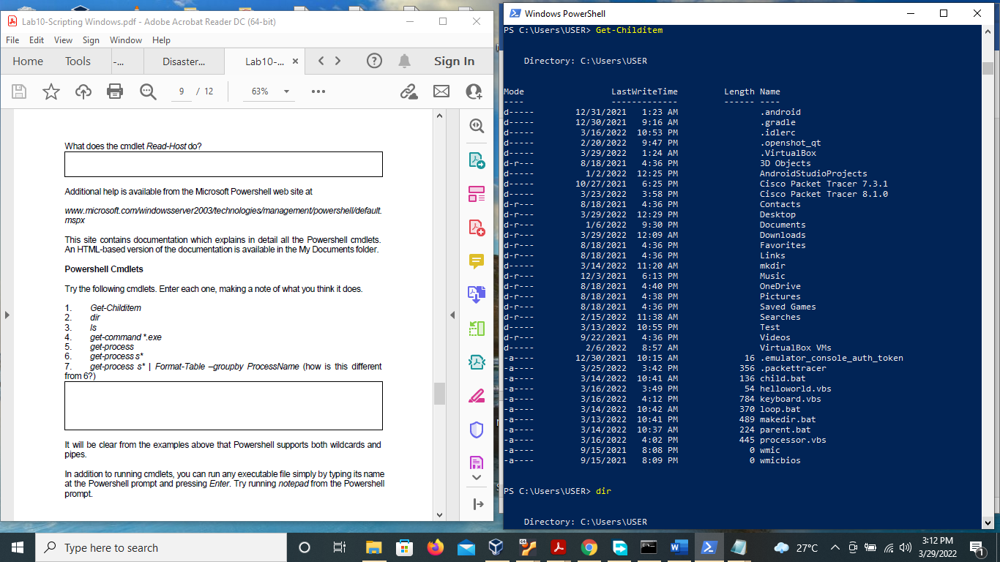 Lab10-Scripting Windows.pdf - Adobe Acrobat Reader DC (64-bit)
File Edit View Sign Window Help
Home Tools -... Disaster... Lab10-... Sign In
9 / 12 63%
What does the cmdlet Read-Host do?
Additional help is available from the Microsoft Powershell web site at
www.microsoft.com/windowsserver2003/technologies/management/powershell/default.
mspx
This site contains documentation which explains in detail all the Powershell cmdlets.
An HTML-based version of the documentation is available in the My Documents folder.
Powershell Cmdlets
Try the following cmdlets. Enter each one, making a note of what you think it does.
1. Get-Childitem
2. dir
3. ls
4. get-command *.exe
5. get-process
6. get-process s*
7. get-process s* | Format-Table –groupby ProcessName (how is this different
from 6?)
It will be clear from the examples above that Powershell supports both wildcards and
pipes.
In addition to running cmdlets, you can run any executable file simply by typing its name
at the Powershell prompt and pressing Enter. Try running notepad from the Powershell
prompt.
Windows PowerShell
PS C:\Users\USER> Get-Childitem
Directory: C:\Users\USER
Mode LastWriteTime Length Name
---- ------------- ------ ----
d----- 12/31/2021 1:23 AM .android
d----- 12/30/2021 9:16 AM .gradle
d----- 3/16/2022 10:53 PM .idlerc
d----- 2/20/2022 9:47 PM .openshot_qt
d----- 3/29/2022 1:24 AM .VirtualBox
d-r--- 8/18/2021 4:36 PM 3D Objects
d----- 1/2/2022 12:25 PM AndroidStudioProjects
d----- 10/27/2021 6:25 PM Cisco Packet Tracer 7.3.1
d----- 3/23/2022 3:58 PM Cisco Packet Tracer 8.1.0
d-r--- 8/18/2021 4:36 PM Contacts
d-r--- 3/29/2022 12:29 PM Desktop
d-r--- 1/6/2022 9:30 PM Documents
d-r--- 3/29/2022 12:09 AM Downloads
d-r--- 8/18/2021 4:36 PM Favorites
d-r--- 8/18/2021 4:36 PM Links
d----- 3/14/2022 11:20 AM mkdir
d-r--- 12/3/2021 6:13 PM Music
d-r--- 8/18/2021 4:40 PM OneDrive
d-r--- 8/18/2021 4:38 PM Pictures
d-r--- 8/18/2021 4:36 PM Saved Games
d-r--- 2/15/2022 11:38 AM Searches
d----- 3/13/2022 10:55 PM Test
d-r--- 9/22/2021 4:36 PM Videos
d----- 2/6/2022 8:57 AM VirtualBox VMs
-a---- 12/30/2021 10:15 AM 16 .emulator_console_auth_token
-a---- 3/25/2022 3:42 PM 356 .packettracer
-a---- 3/14/2022 10:41 AM 136 child.bat
-a---- 3/16/2022 3:49 PM 54 helloworld.vbs
-a---- 3/16/2022 4:12 PM 784 keyboard.vbs
-a---- 3/14/2022 10:42 AM 370 loop.bat
-a---- 3/13/2022 10:41 PM 489 makedir.bat
-a---- 3/14/2022 10:37 AM 224 parent.bat
-a---- 3/16/2022 4:02 PM 445 processor.vbs
-a---- 9/15/2021 8:08 PM 0 wmic
-a---- 9/15/2021 8:09 PM 0 wmicbios
PS C:\Users\USER> dir
Directory: C:\Users\USER
Type here to search
27°C
3:12 PM
3/29/2022
1